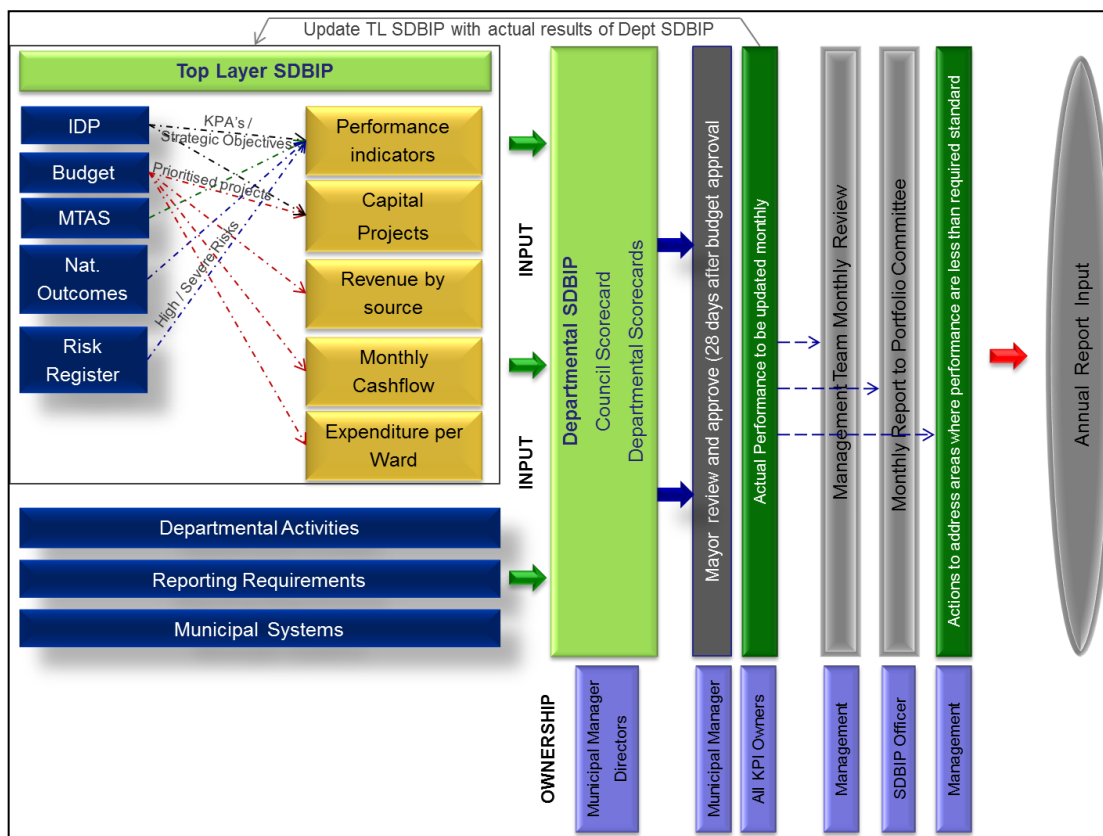 Update TL SDBIP with actual results of Dept SDBIP
Top Layer SDBIP
IDP
Budget
MTAS
Nat.
Outcomes
Risk
Register
KPA's /
Strategic Objectives
Prioritised projects
High / Severe Risks
Performance
indicators
Capital
Projects
Revenue by
source
Monthly
Cashflow
Expenditure per
Ward
Departmental Activities
Reporting Requirements
Municipal Systems
INPUT
INPUT
Departmental SDBIP
Council Scorecard
Departmental Scorecards
Mayor review and approve (28 days after budget approval
Actual Performance to be updated monthly
Management Team Monthly Review
Monthly Report to Portfolio Committee
Actions to address areas where performance are less than required standard
Annual Report Input
OWNERSHIP
Municipal Manager
Directors
Municipal Manager
All KPI Owners
Management
SDBIP Officer
Management